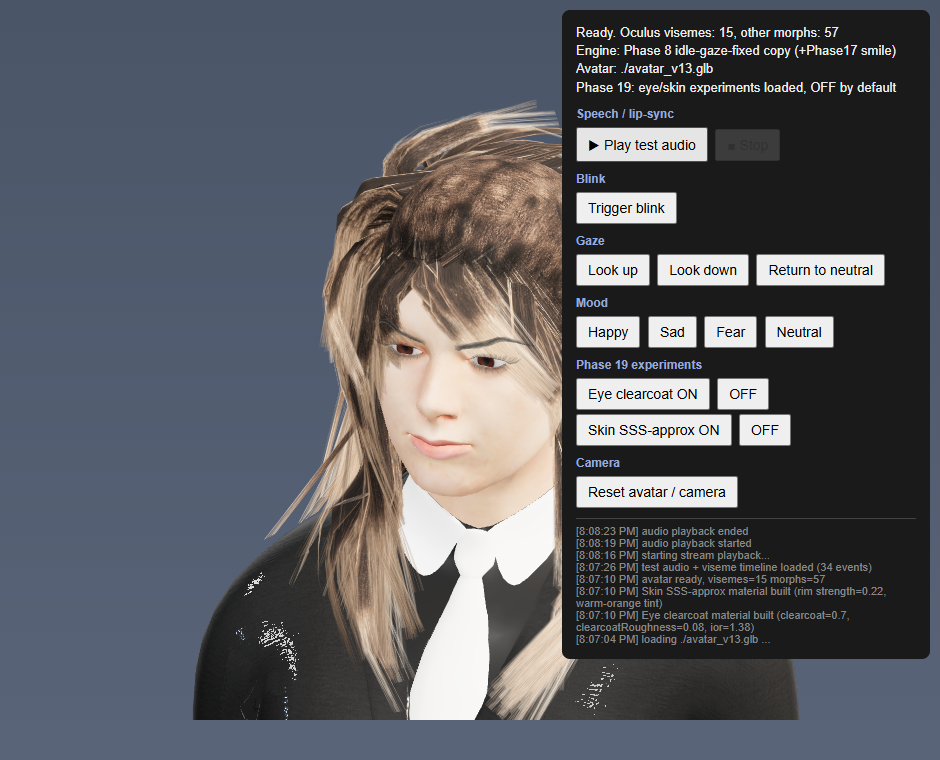 Ready. Oculus visemes: 15, other morphs: 57
Engine: Phase 8 idle-gaze-fixed copy (+Phase17 smile)
Avatar: ./avatar_v13.glb
Phase 19: eye/skin experiments loaded, OFF by default
Speech / lip-sync
▶ Play test audio ■ Stop
Blink
Trigger blink
Gaze
Look up Look down Return to neutral
Mood
Happy Sad Fear Neutral
Phase 19 experiments
Eye clearcoat ON OFF
Skin SSS-approx ON OFF
Camera
Reset avatar / camera
[8:08:23 PM] audio playback ended
[8:08:19 PM] audio playback started
[8:08:16 PM] starting stream playback...
[8:07:26 PM] test audio + viseme timeline loaded (34 events)
[8:07:10 PM] avatar ready, visemes=15 morphs=57
[8:07:10 PM] Skin SSS-approx material built (rim strength=0.22,
warm-orange tint)
[8:07:10 PM] Eye clearcoat material built (clearcoat=0.7,
clearcoatRoughness=0.08, ior=1.38)
[8:07:04 PM] loading ./avatar_v13.glb ...